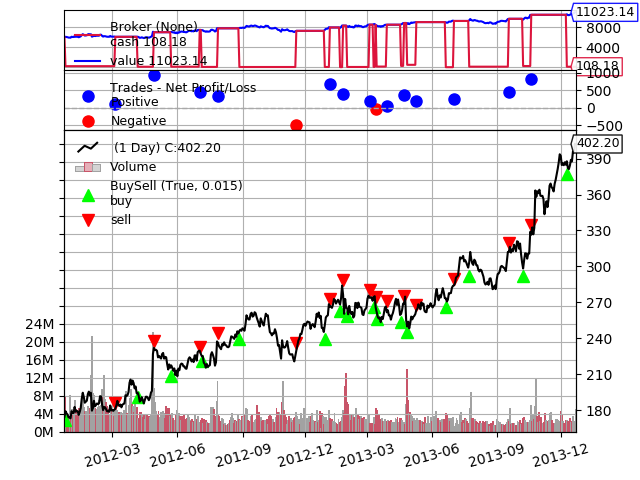 Broker (None)
cash 108.18
value 11023.14
11023.14
8000
4000
108.18
Trades - Net Profit/Loss
Positive
Negative
1000
500
0
−500
(1 Day) C:402.20
Volume
BuySell (True, 0.015)
buy
sell
402.20
390
360
330
300
270
240
210
180
24M
20M
16M
12M
8M
4M
0M
2012-03
2012-06
2012-09
2012-12
2013-03
2013-06
2013-09
2013-12